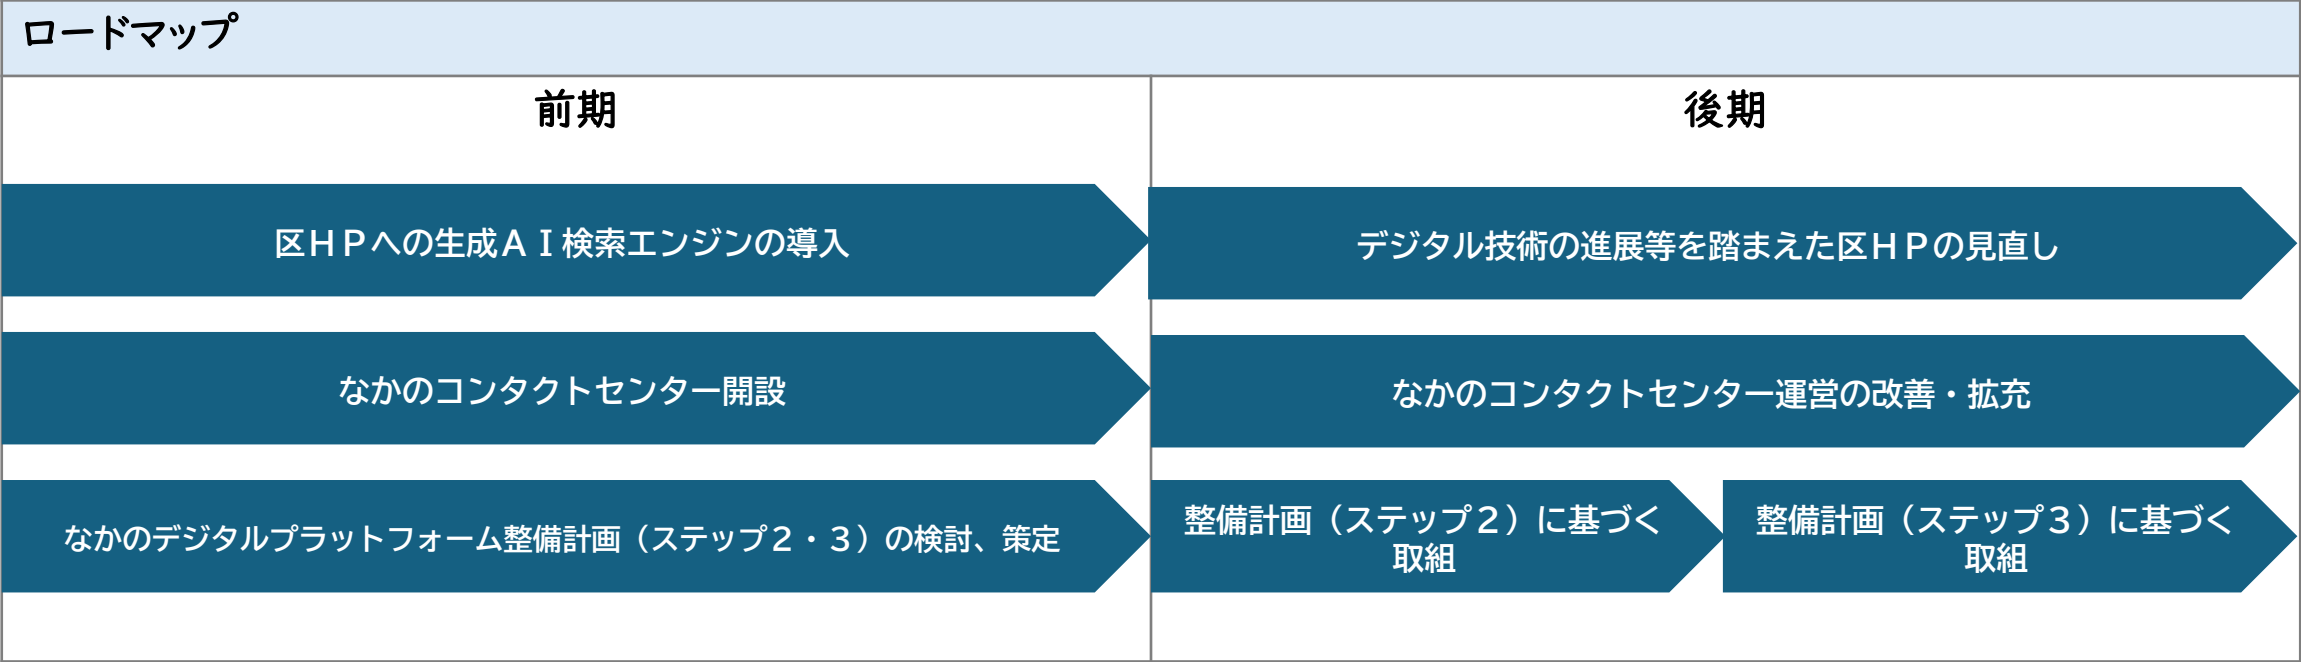 ロードマップ
前期
後期
区ＨＰへの生成ＡＩ検索エンジンの導入
デジタル技術の進展等を踏まえた区ＨＰの見直し
なかのコンタクトセンター開設
なかのコンタクトセンター運営の改善・拡充
なかのデジタルプラットフォーム整備計画（ステップ２・３）の検討、策定
整備計画（ステップ２）に基づく
取組
整備計画（ステップ３）に基づく
取組